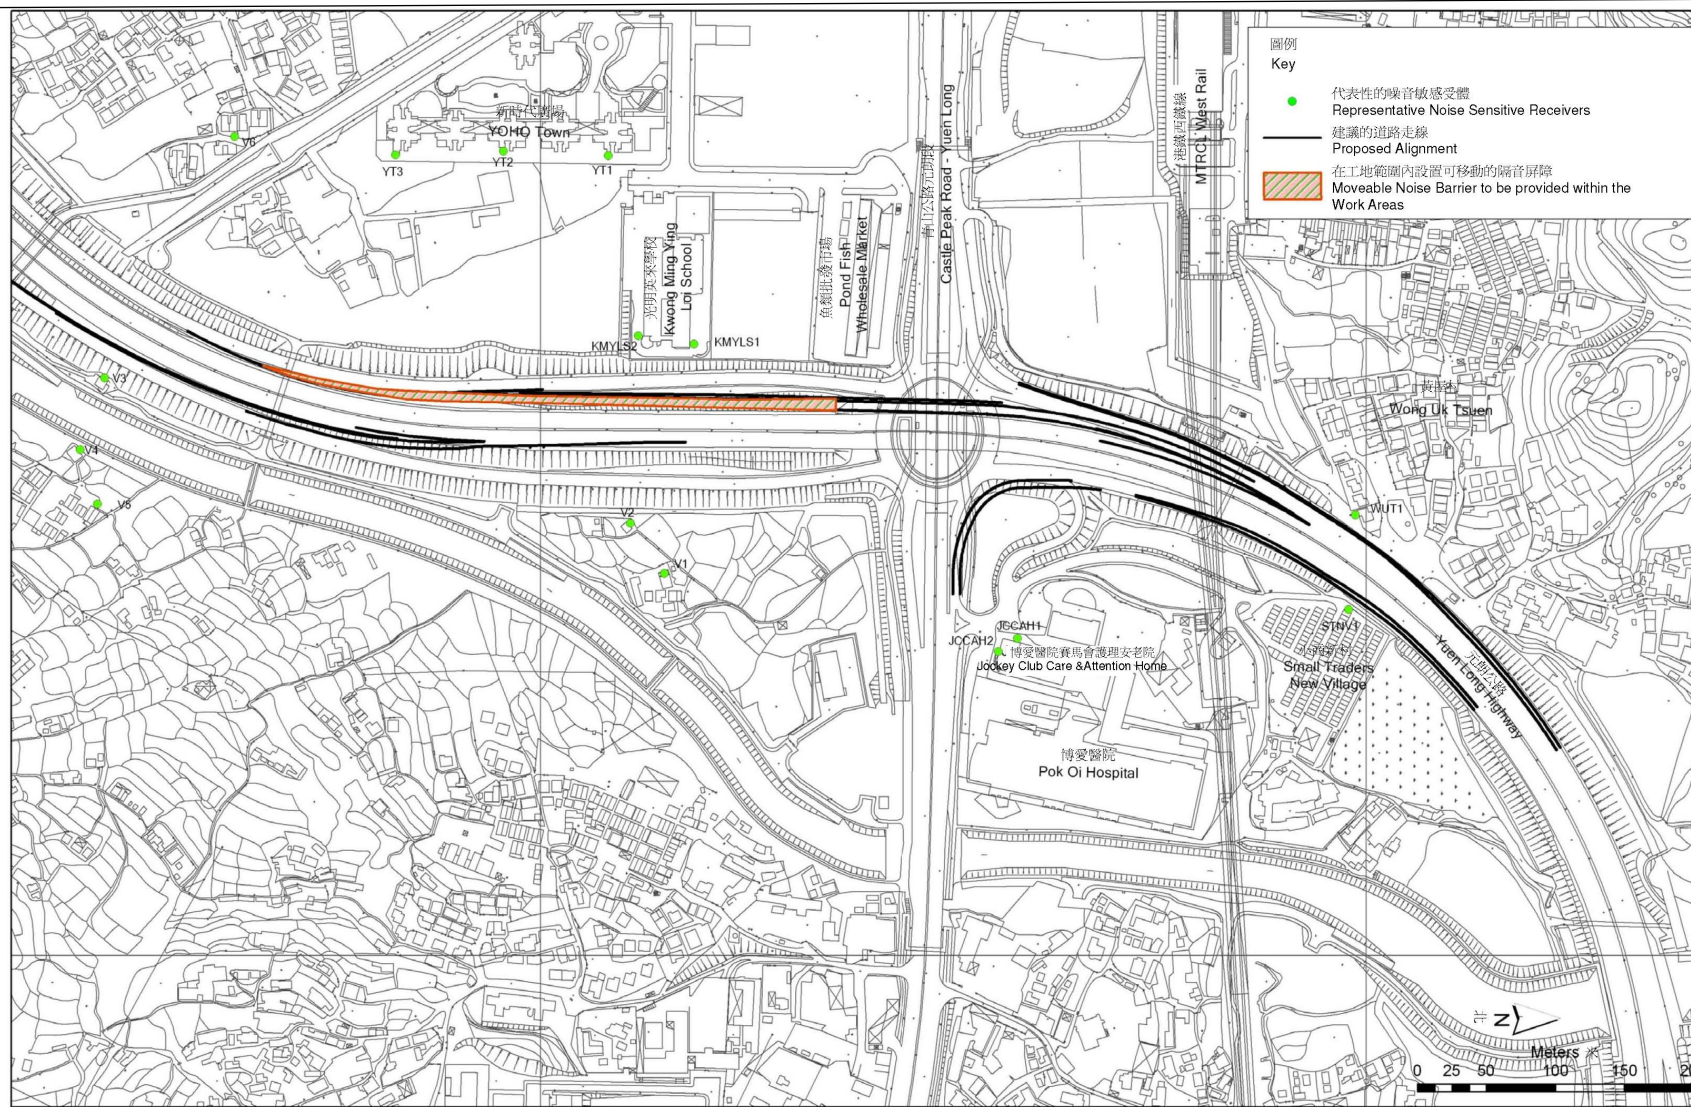 圖例
Key
代表性的噪音敏感受體
Representative Noise Sensitive Receivers
建議的道路走線
Proposed Alignment
在工地範圍內設置可移動的隔音屏障
Moveable Noise Barrier to be provided within the
Work Areas
V6
新時代廣場
YOHO Town
YT3
YT2
YT1
光明英來學校
Kwong Ming Ying
Loi School
KMYLS2
KMYLS1
魚類批發市場
Pond Fish
Wholesale Market
青山公路元朗段
Castle Peak Road - Yuen Long
港鐵西鐵線
MTRCL West Rail
黃屋村
Wong Uk Tsuen
WUT1
V3
V4
V5
V2
V1
JCCAH1
JCCAH2
博愛醫院賽馬會護理安老院
Jockey Club Care &Attention Home
STNV1
Small Traders
New Village
元朗公路
Yuen Long Highway
博愛醫院
Pok Oi Hospital
北
N
Meters 米
0 25 50 100 150